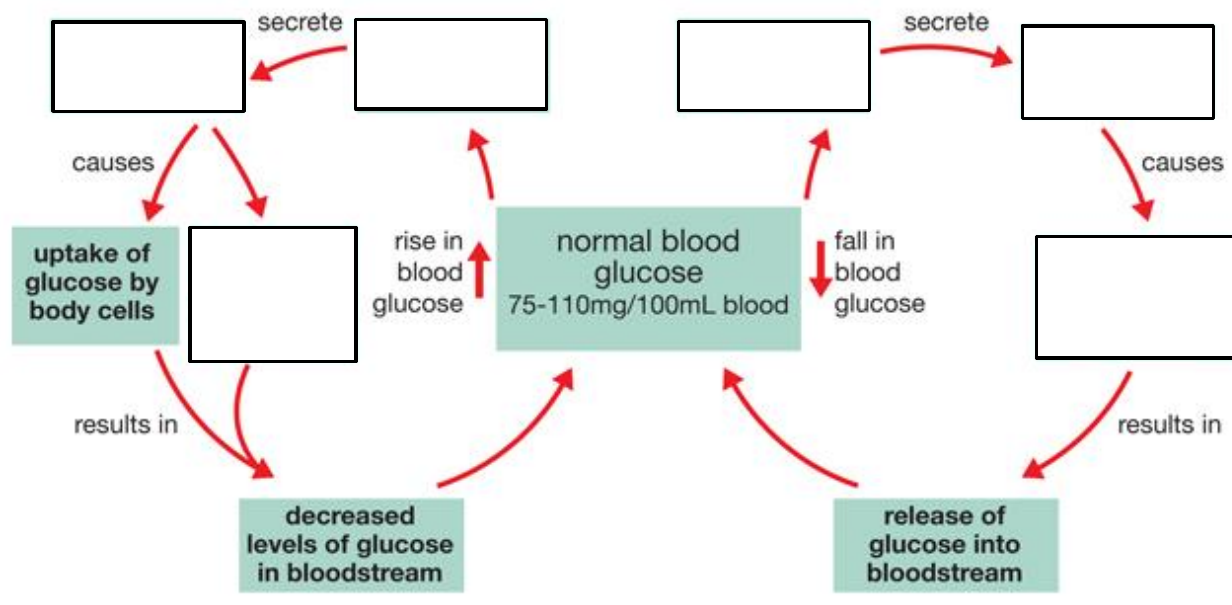 secrete
secrete
causes
causes
uptake of
glucose by
body cells
rise in
blood
glucose
normal blood
glucose
75-110mg/100mL blood
fall in
blood
glucose
results in
results in
decreased
levels of glucose
in bloodstream
release of
glucose into
bloodstream